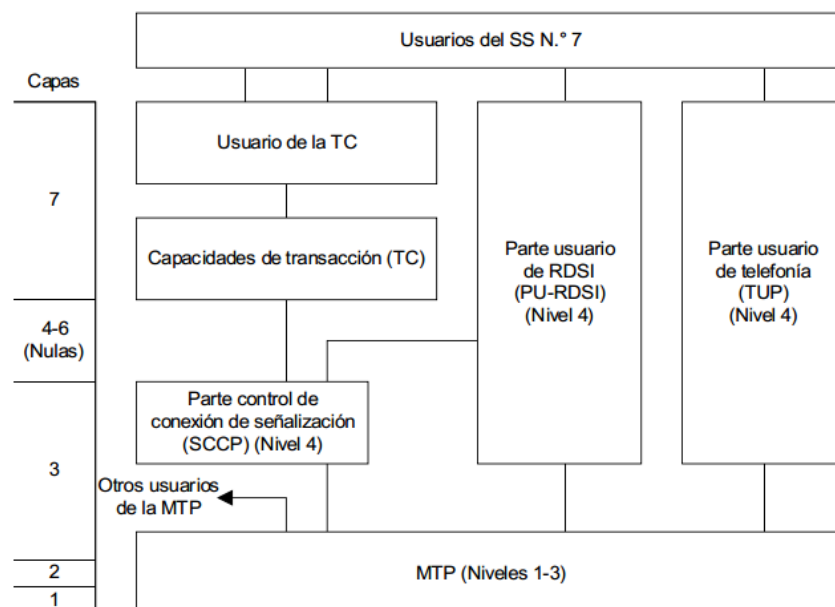 Usuarios del SS N.° 7
Capas
Usuario de la TC
7
Capacidades de transacción (TC)
Parte usuario
de RDSI
(PU-RDSI)
(Nivel 4)
Parte usuario
de telefonía
(TUP)
(Nivel 4)
4-6
(Nulas)
Parte control de
conexión de señalización
(SCCP) (Nivel 4)
3
Otros usuarios
de la MTP
2
MTP (Niveles 1-3)
1